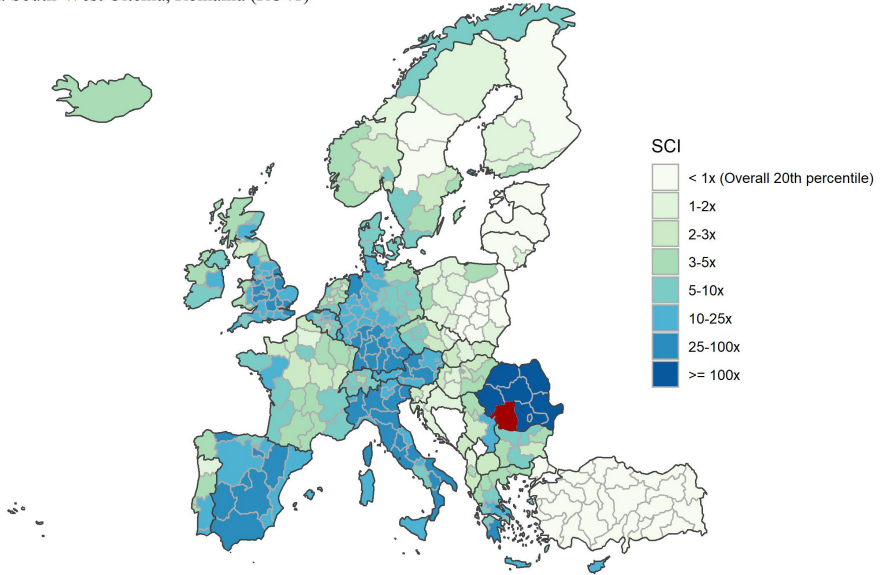 SCI
< 1x (Overall 20th percentile)
1-2x
2-3x
3-5x
5-10x
10-25x
25-100x
>= 100x